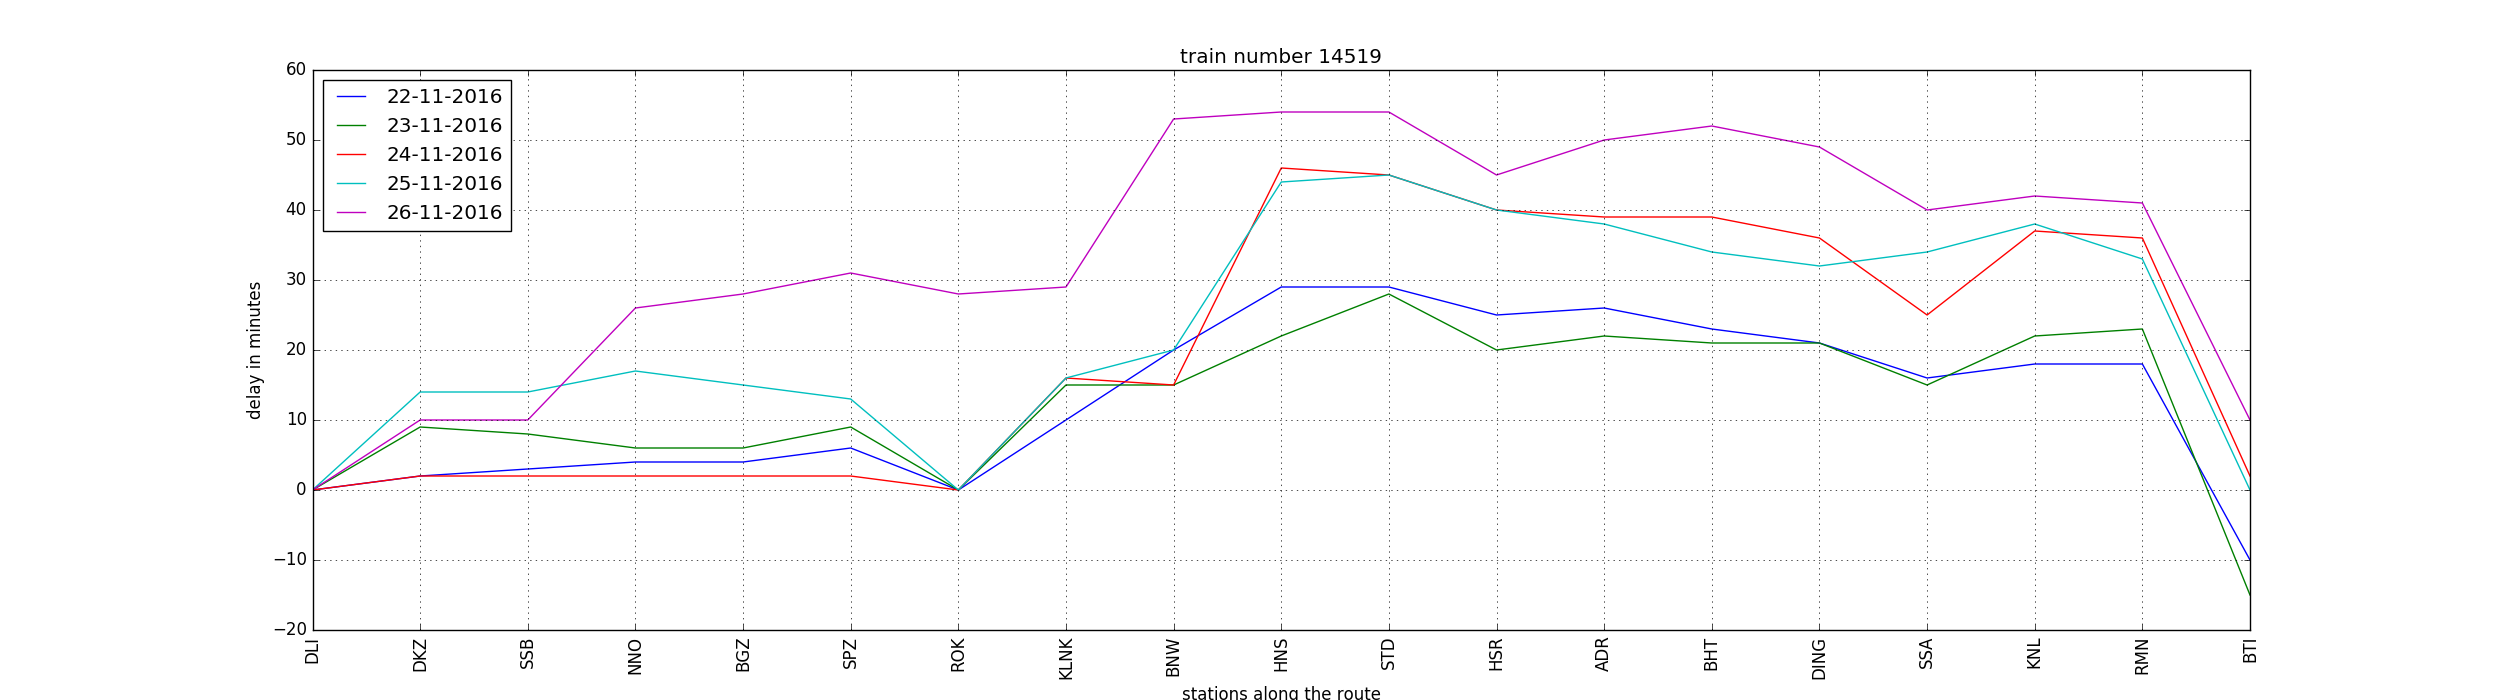 train number 14519
60
50
40
30
20
10
0
−10
−20
delay in minutes
22-11-2016
23-11-2016
24-11-2016
25-11-2016
26-11-2016
DLI
DKZ
SSB
NNO
BGZ
SPZ
ROK
KLNK
BNW
HNS
STD
HSR
ADR
BHT
DING
SSA
KNL
RMN
BTI
stations along the route